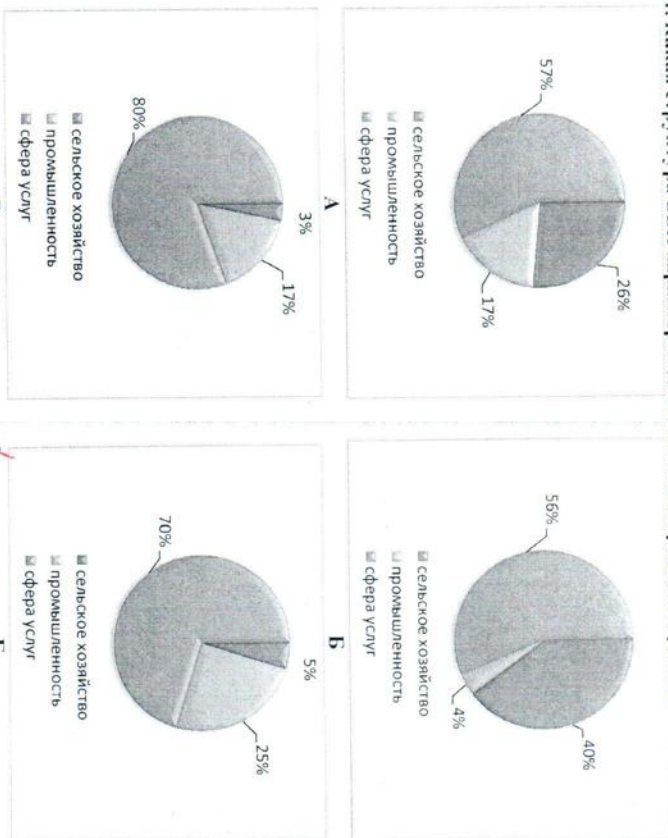 57%
26%
17%
сельское хозяйство
промышленность
сфера услуг
А
56%
40%
4%
сельское хозяйство
промышленность
сфера услуг
Б
3%
17%
80%
сельское хозяйство
промышленность
сфера услуг
5%
25%
70%
сельское хозяйство
промышленность
сфера услуг